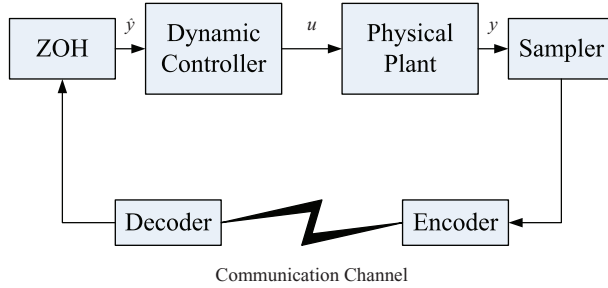 ZOH
ŷ
Dynamic
Controller
u
Physical
Plant
y
Sampler
Decoder
Encoder
Communication Channel